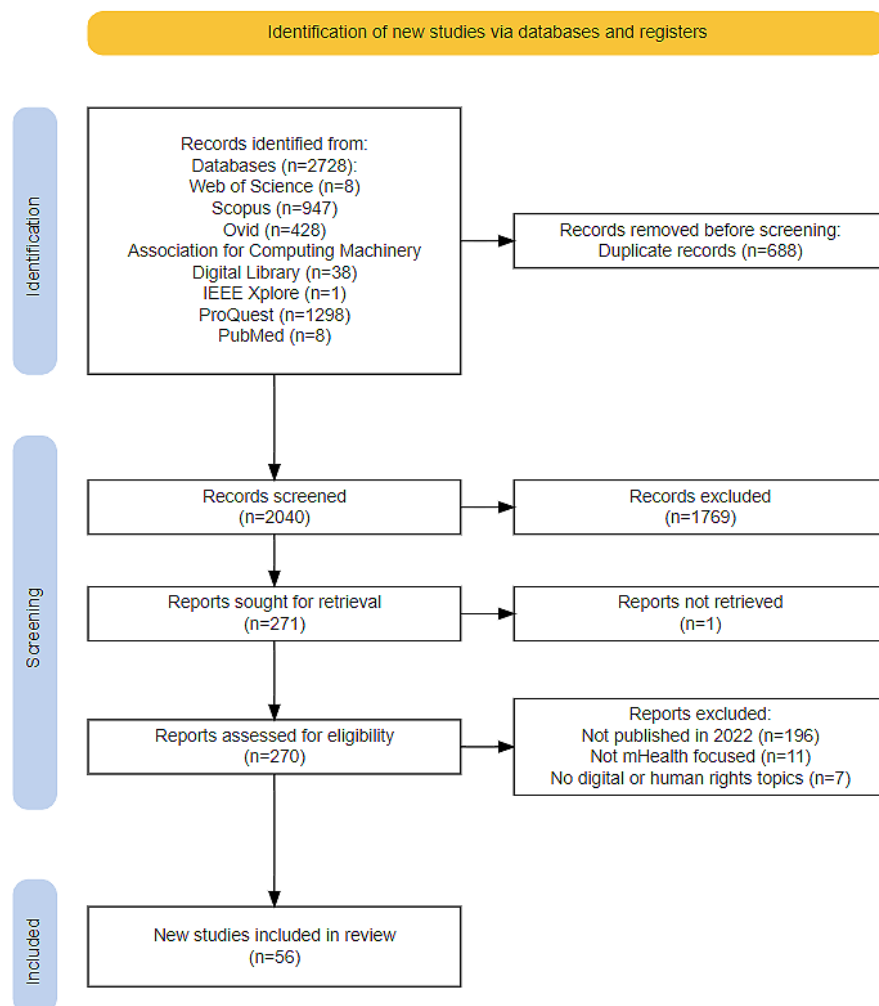 Identification of new studies via databases and registers
Identification
Records identified from:
Databases (n=2728):
Web of Science (n=8)
Scopus (n=947)
Ovid (n=428)
Association for Computing Machinery
Digital Library (n=38)
IEEE Xplore (n=1)
ProQuest (n=1298)
PubMed (n=8)
Records removed before screening:
Duplicate records (n=688)
Screening
Records screened
(n=2040)
Records excluded
(n=1769)
Reports sought for retrieval
(n=271)
Reports not retrieved
(n=1)
Reports assessed for eligibility
(n=270)
Reports excluded:
Not published in 2022 (n=196)
Not mHealth focused (n=11)
No digital or human rights topics (n=7)
Included
New studies included in review
(n=56)